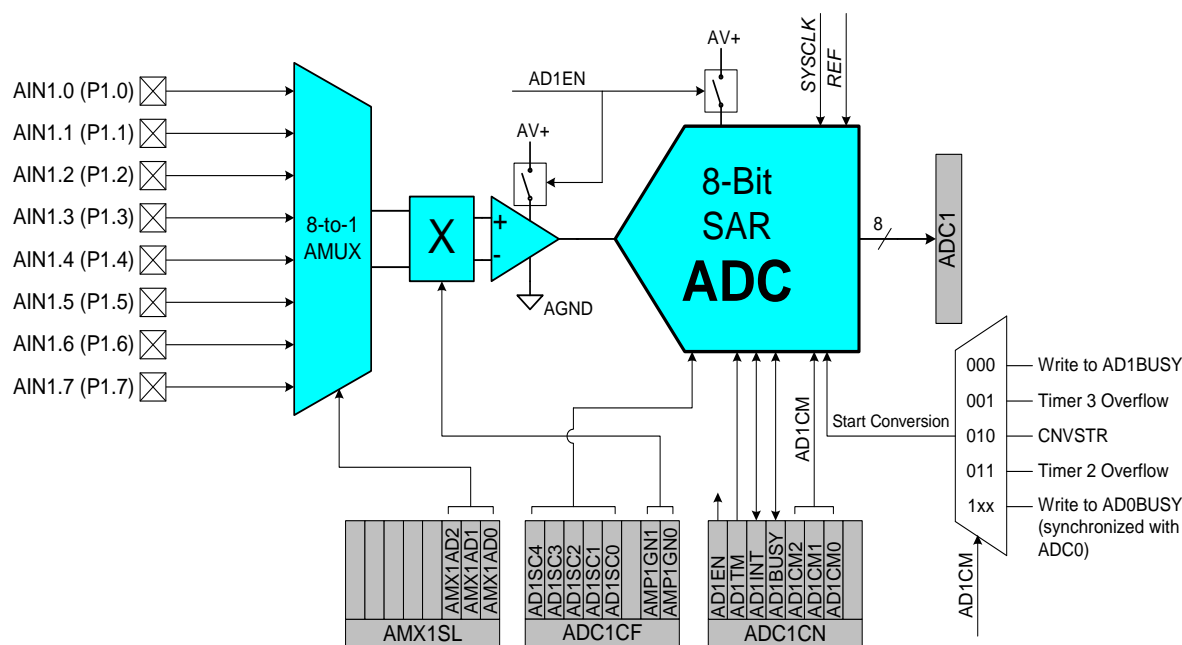 AV+
SYSCLK
REF
AD1EN
AIN1.0 (P1.0)
AIN1.1 (P1.1)
AIN1.2 (P1.2)
AIN1.3 (P1.3)
AIN1.4 (P1.4)
AIN1.5 (P1.5)
AIN1.6 (P1.6)
AIN1.7 (P1.7)
8-to-1
AMUX
X
AV+
+
-
AGND
8-Bit
SAR
ADC
8
ADC1
Start Conversion
AD1CM
000
Write to AD1BUSY
001
Timer 3 Overflow
010
CNVSTR
011
Timer 2 Overflow
1xx
Write to AD0BUSY
(synchronized with
ADC0)
AD1CM
AMX1AD2
AMX1AD1
AMX1AD0
AMX1SL
AD1SC4
AD1SC3
AD1SC2
AD1SC1
AD1SC0
AMP1GN1
AMP1GN0
ADC1CF
AD1EN
AD1TM
AD1INT
AD1BUSY
AD1CM2
AD1CM1
AD1CM0
ADC1CN